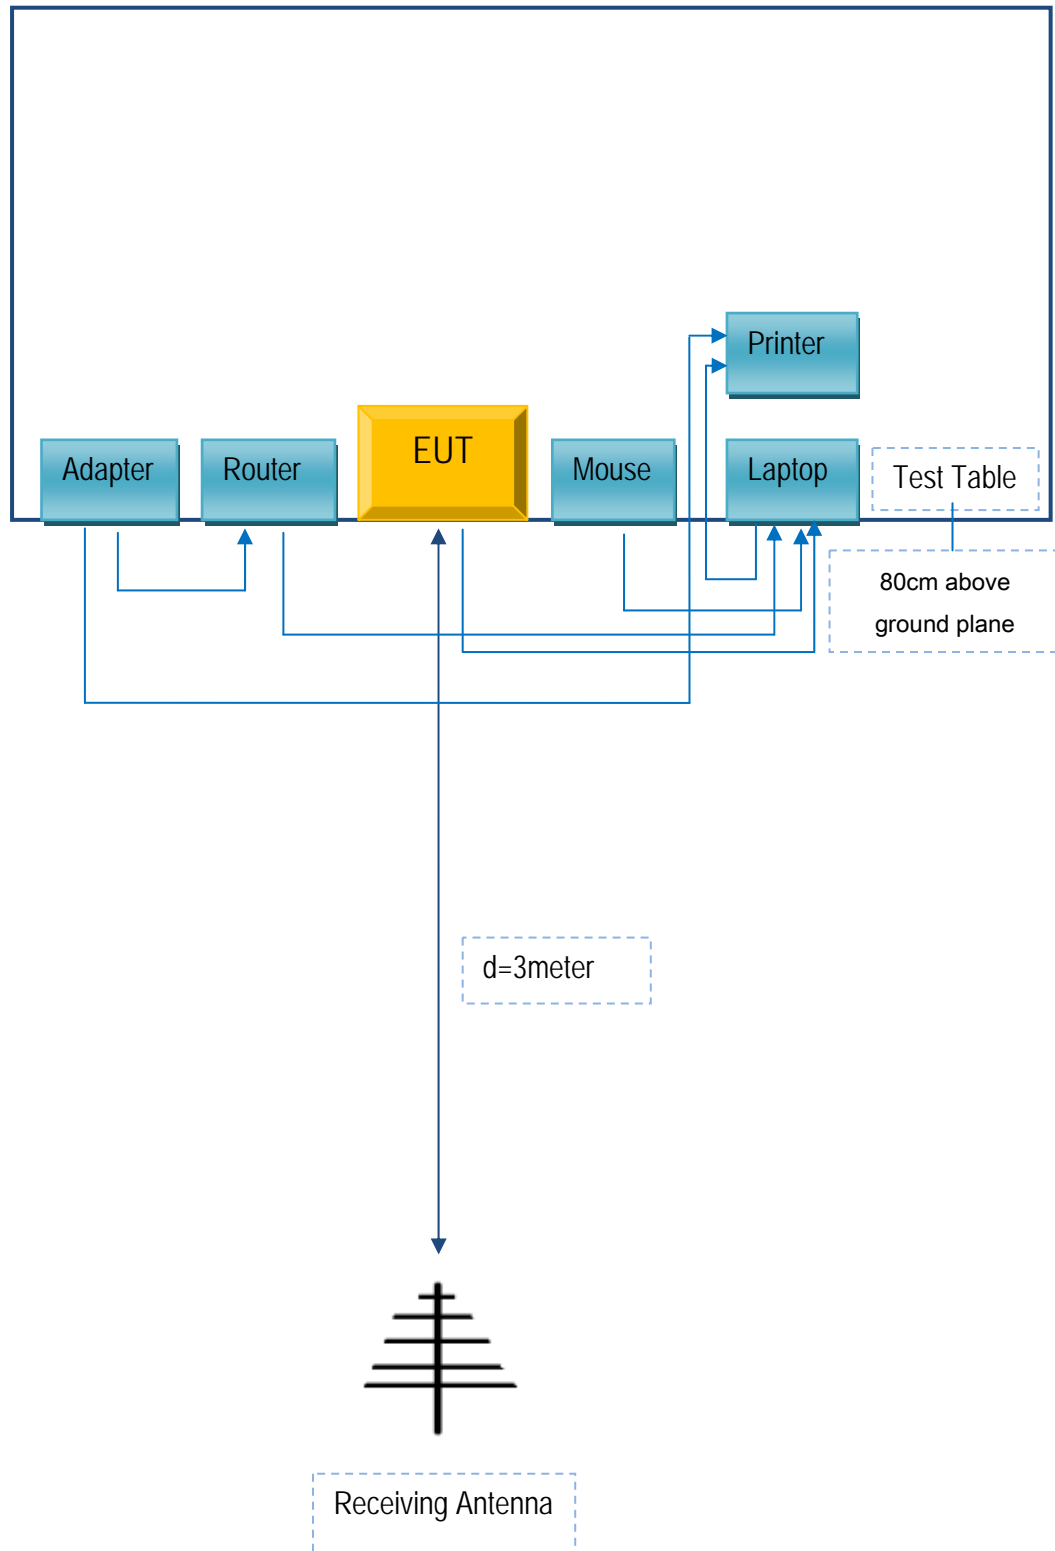 Printer
EUT
Adapter
Router
Mouse
Laptop
Test Table
80cm above
ground plane
d=3meter
Receiving Antenna